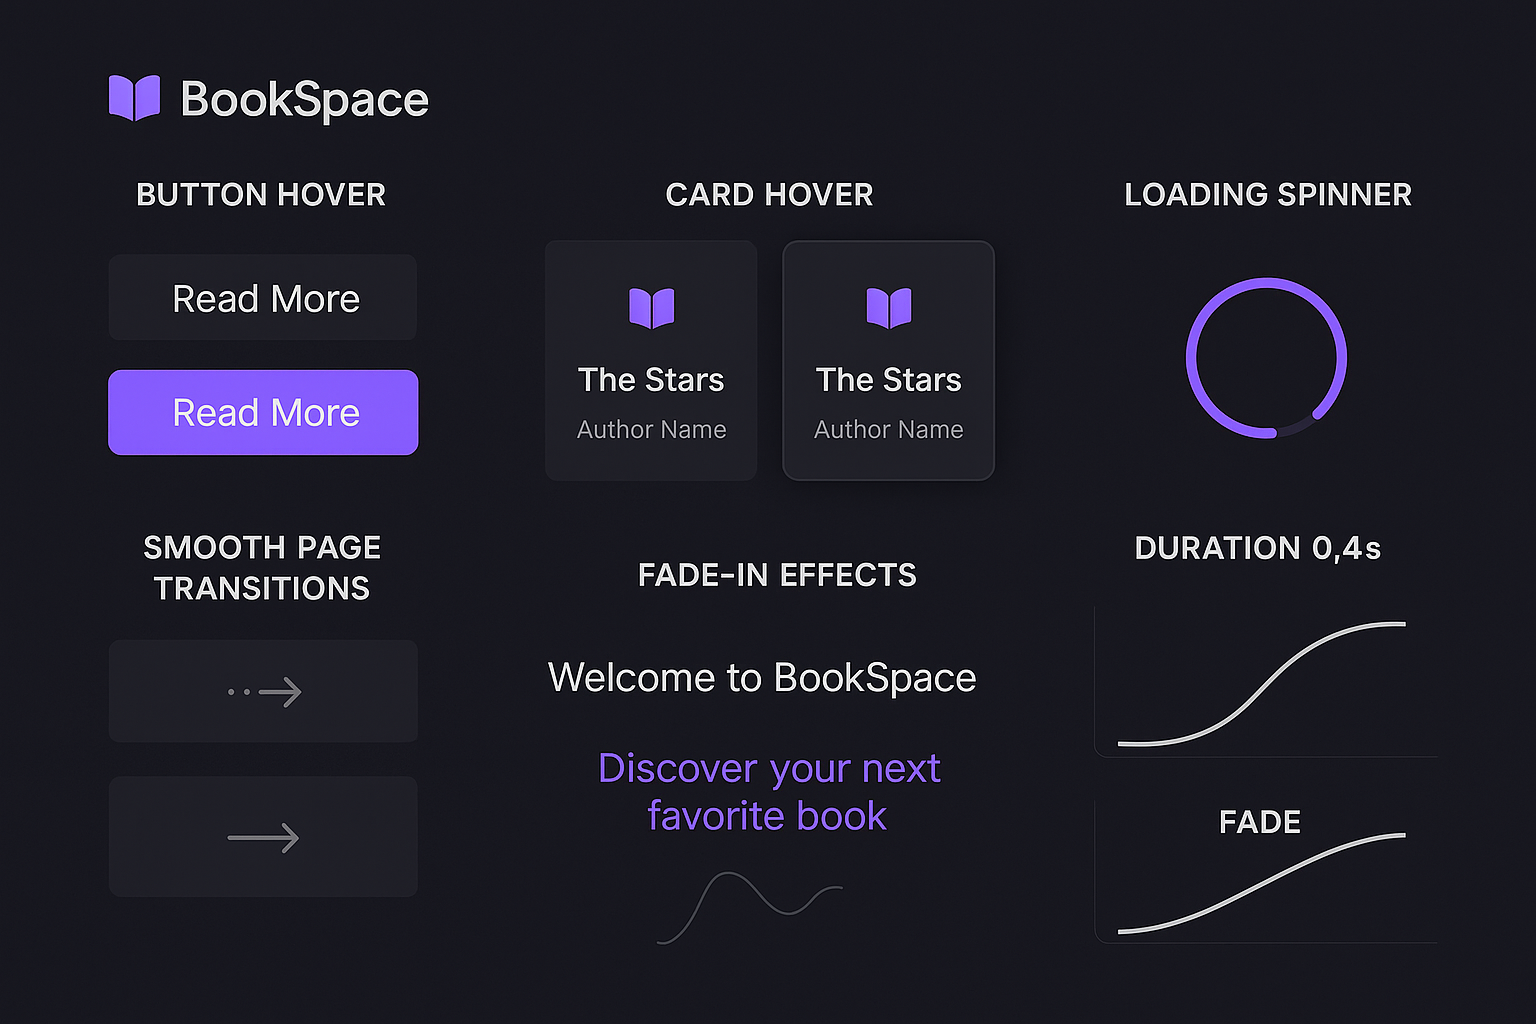 BookSpace
BUTTON HOVER
Read More
Read More
CARD HOVER
The Stars
Author Name
The Stars
Author Name
LOADING SPINNER
SMOOTH PAGE
TRANSITIONS
FADE-IN EFFECTS
Welcome to BookSpace
Discover your next
favorite book
DURATION 0,4s
FADE